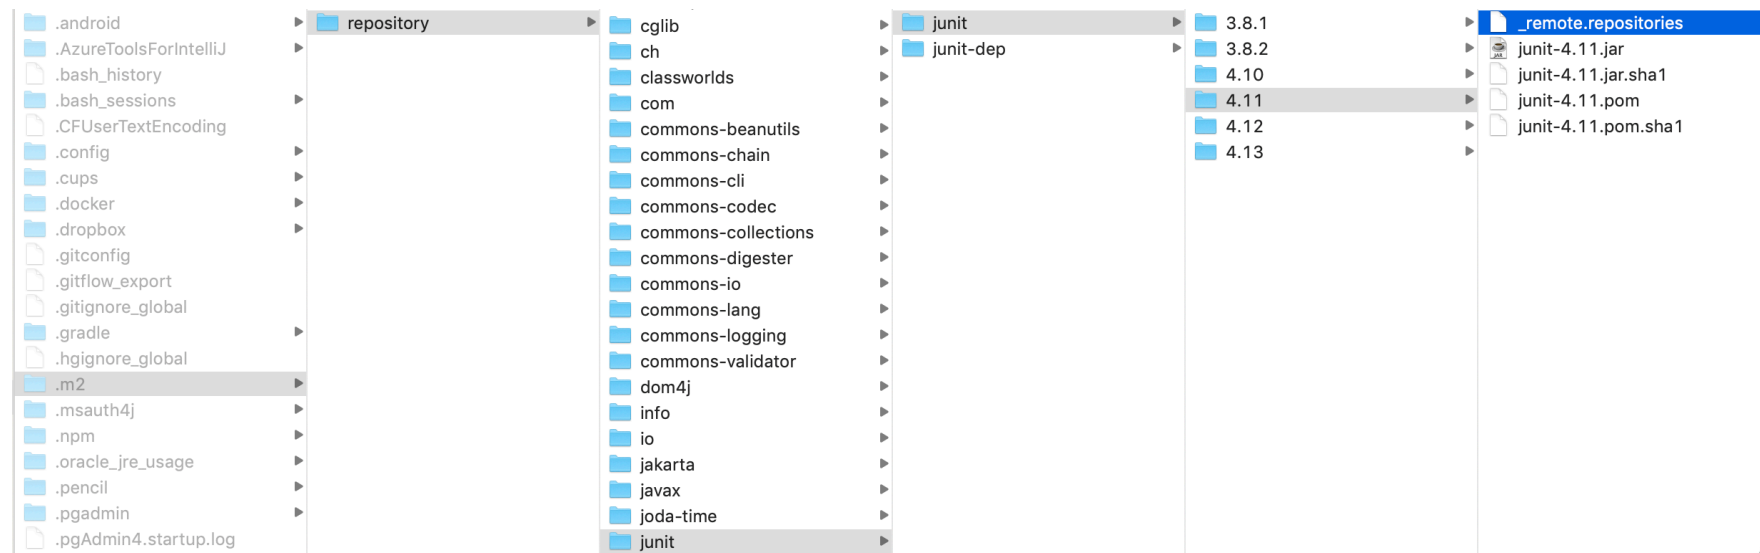 .android
.AzureToolsForIntelliJ
.bash_history
.bash_sessions
.CFUserTextEncoding
.config
.cups
.docker
.dropbox
.gitconfig
.gitflow_export
.gitignore_global
.gradle
.hgignore_global
.m2
.msauth4j
.npm
.oracle_jre_usage
.pencil
.pgadmin
.pgAdmin4.startup.log
repository
cglib
ch
classworlds
com
commons-beanutils
commons-chain
commons-cli
commons-codec
commons-collections
commons-digester
commons-io
commons-lang
commons-logging
commons-validator
dom4j
info
io
jakarta
javax
joda-time
junit
junit
junit-dep
3.8.1
3.8.2
4.10
4.11
4.12
4.13
_remote.repositories
junit-4.11.jar
junit-4.11.jar.sha1
junit-4.11.pom
junit-4.11.pom.sha1